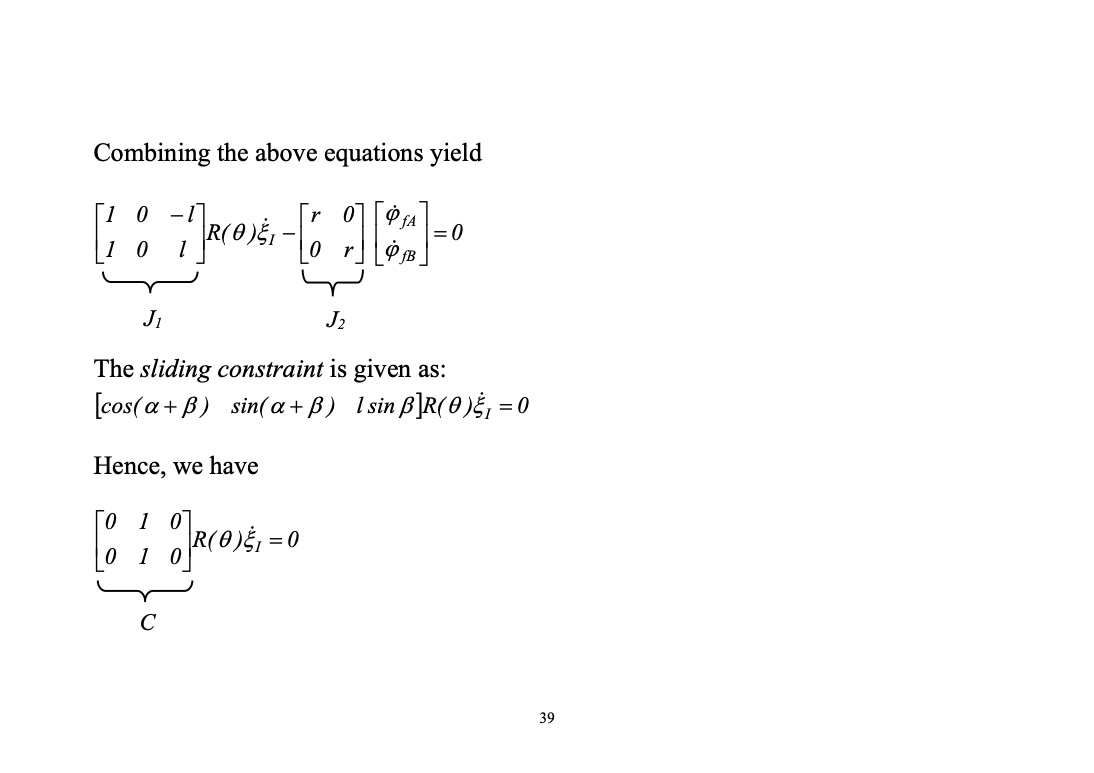 Combining the above equations yield
[1 0 −l; 1 0 l] R(θ)ξ̇_I − [r 0; 0 r] [φ̇_fA; φ̇_fB] = 0
J_1 J_2
The sliding constraint is given as:
[cos(α + β) sin(α + β) l sin β]R(θ)ξ̇_I = 0
Hence, we have
[0 1 0; 0 1 0] R(θ)ξ̇_I = 0
C
39